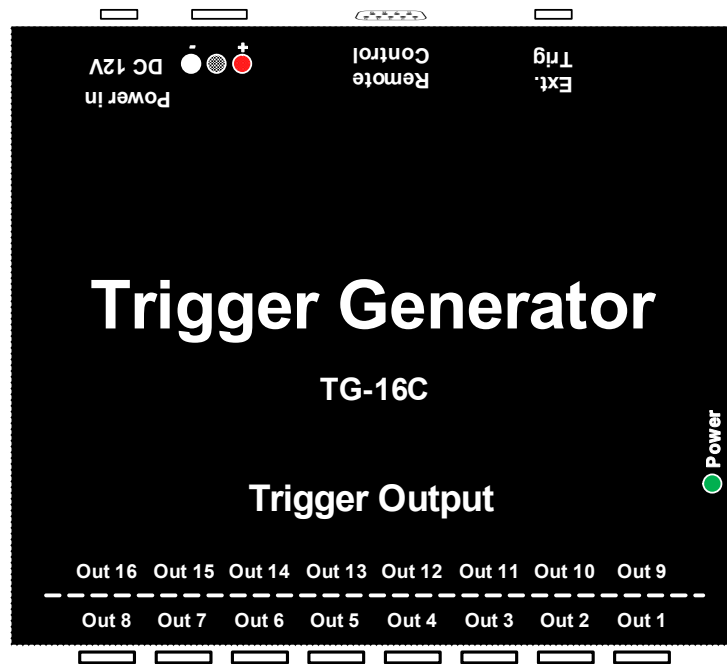 DC 12V
Power in
- +
Remote
Control
Ext.
Trig
Trigger Generator
TG-16C
Power
Trigger Output
Out 16 Out 15 Out 14 Out 13 Out 12 Out 11 Out 10 Out 9
Out 8 Out 7 Out 6 Out 5 Out 4 Out 3 Out 2 Out 1